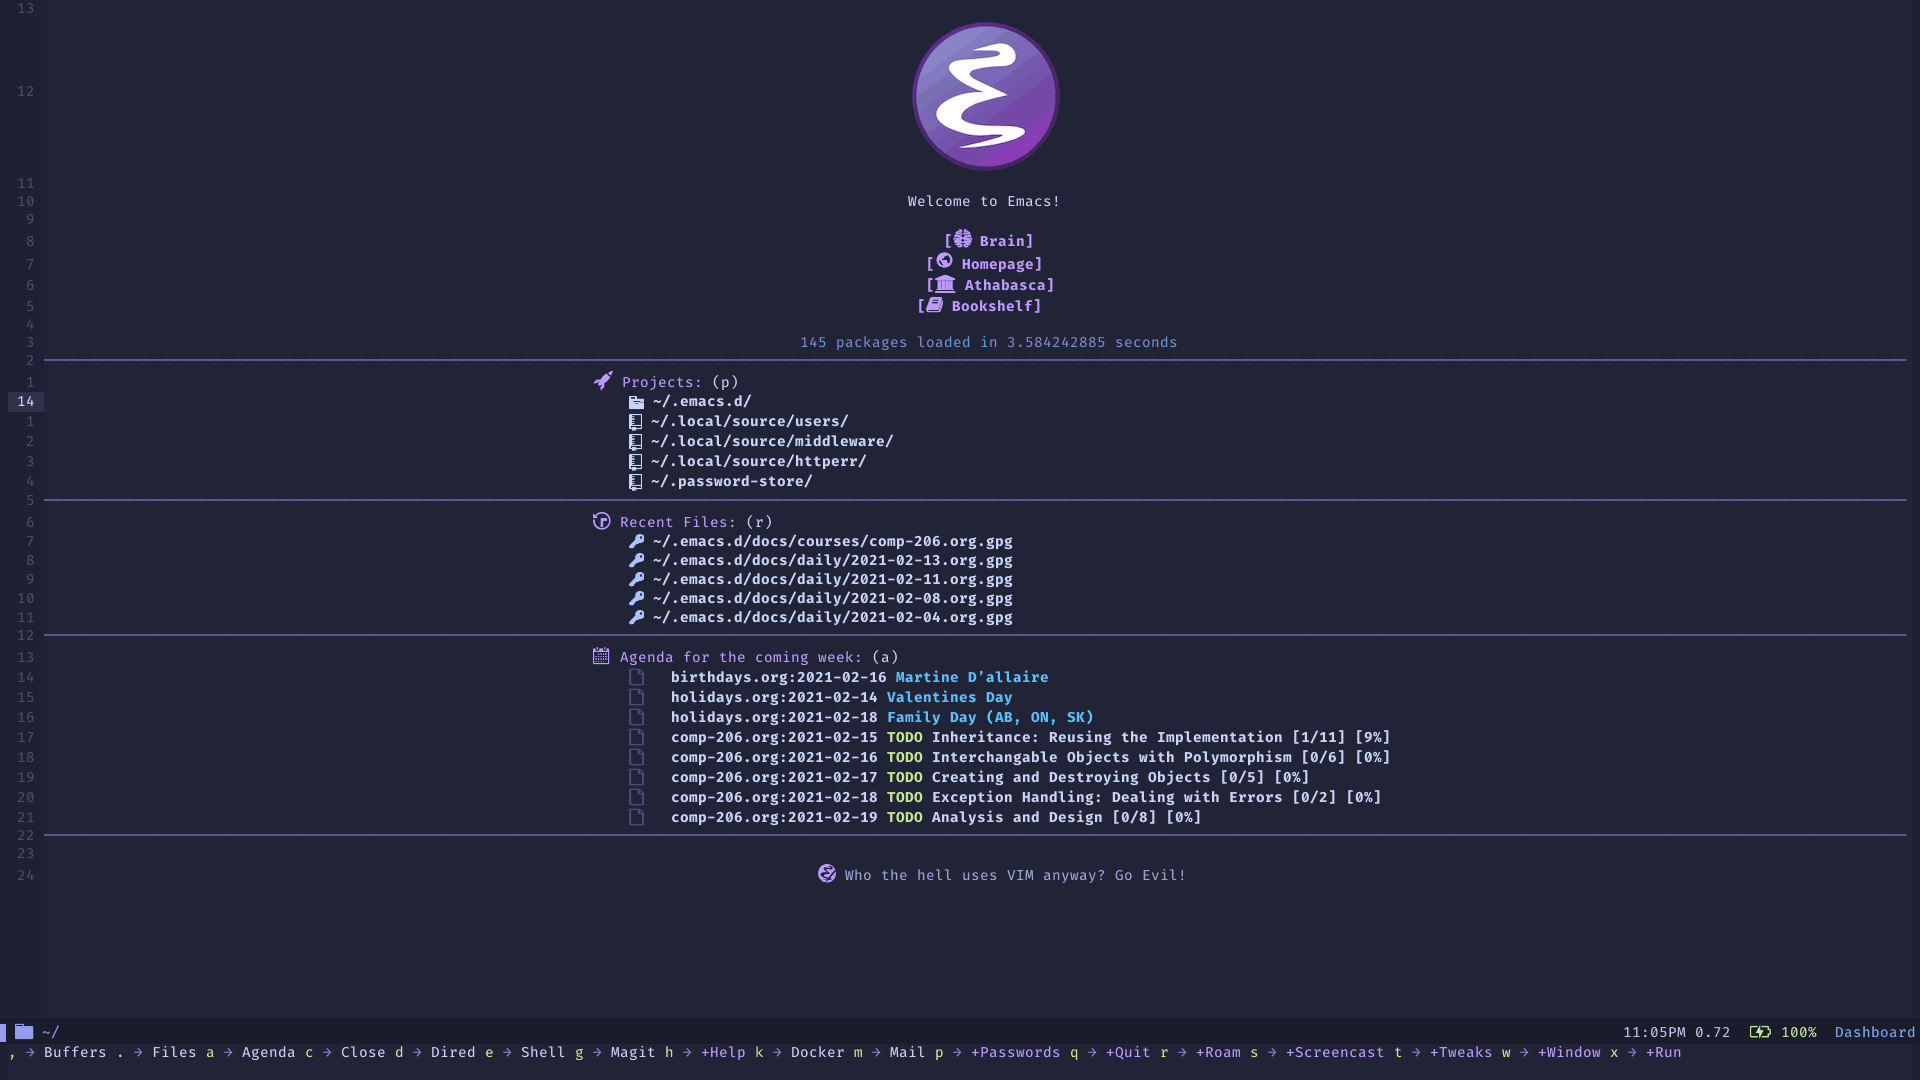 13
12
11
10 Welcome to Emacs!
9
8 [ Brain]
7 [ Homepage]
6 [ Athabasca]
5 [ Bookshelf]
4
3 145 packages loaded in 3.584242885 seconds
2
1 Projects: (p)
14 ~/.emacs.d/
1 ~/.local/source/users/
2 ~/.local/source/middleware/
3 ~/.local/source/httperr/
4 ~/.password-store/
5
6 Recent Files: (r)
7 ~/.emacs.d/docs/courses/comp-206.org.gpg
8 ~/.emacs.d/docs/daily/2021-02-13.org.gpg
9 ~/.emacs.d/docs/daily/2021-02-11.org.gpg
10 ~/.emacs.d/docs/daily/2021-02-08.org.gpg
11 ~/.emacs.d/docs/daily/2021-02-04.org.gpg
12
13 Agenda for the coming week: (a)
14 birthdays.org:2021-02-16 Martine D'allaire
15 holidays.org:2021-02-14 Valentines Day
16 holidays.org:2021-02-18 Family Day (AB, ON, SK)
17 comp-206.org:2021-02-15 TODO Inheritance: Reusing the Implementation [1/11] [9%]
18 comp-206.org:2021-02-16 TODO Interchangable Objects with Polymorphism [0/6] [0%]
19 comp-206.org:2021-02-17 TODO Creating and Destroying Objects [0/5] [0%]
20 comp-206.org:2021-02-18 TODO Exception Handling: Dealing with Errors [0/2] [0%]
21 comp-206.org:2021-02-19 TODO Analysis and Design [0/8] [0%]
22
23
24 Who the hell uses VIM anyway? Go Evil!
~/ 11:05PM 0.72 100% Dashboard
, → Buffers . → Files a → Agenda c → Close d → Dired e → Shell g → Magit h → +Help k → Docker m → Mail p → +Passwords q → +Quit r → +Roam s → +Screencast t → +Tweaks w → +Window x → +Run